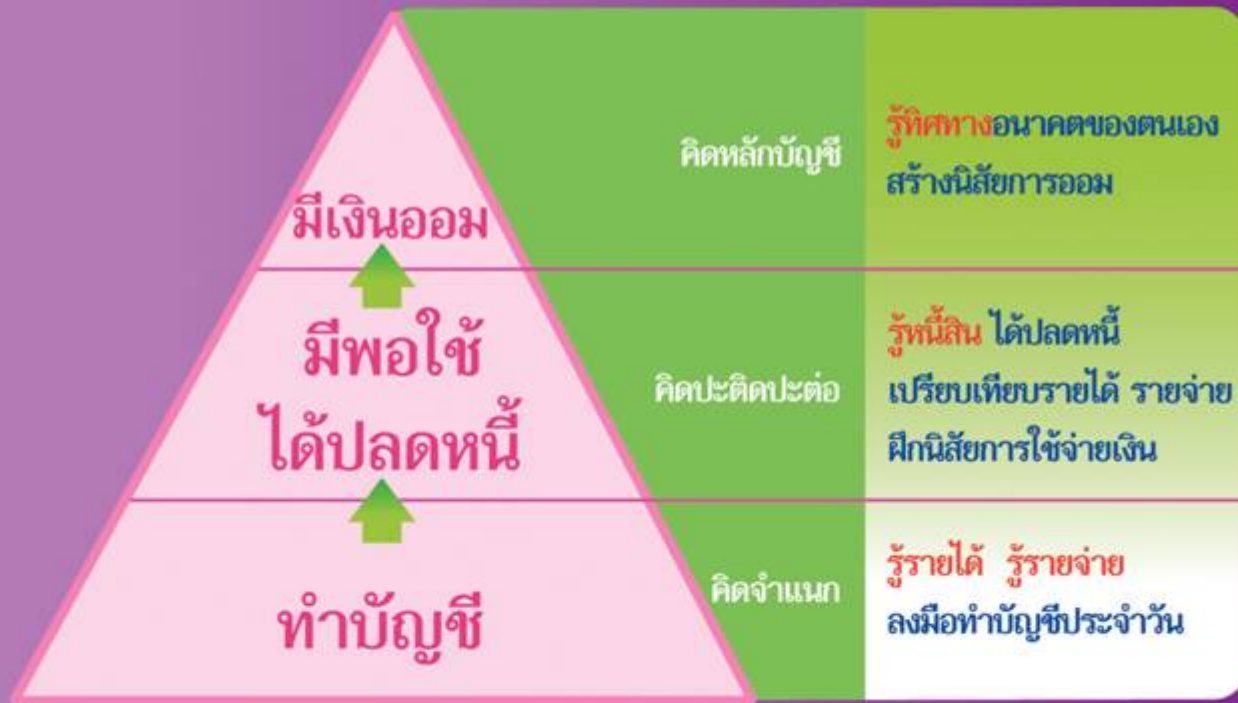 มีเงินออม
คิดหลักบัญชี
รู้ทิศทางอนาคตของตนเอง
สร้างนิสัยการออม
มีพอใช้
ได้ปลดหนี้
คิดปะติดปะต่อ
รู้หนี้สิน ได้ปลดหนี้
เปรียบเทียบรายได้ รายจ่าย
ฝึกนิสัยการใช้จ่ายเงิน
ทำบัญชี
คิดจำแนก
รู้รายได้ รู้รายจ่าย
ลงมือทำบัญชีประจำวัน